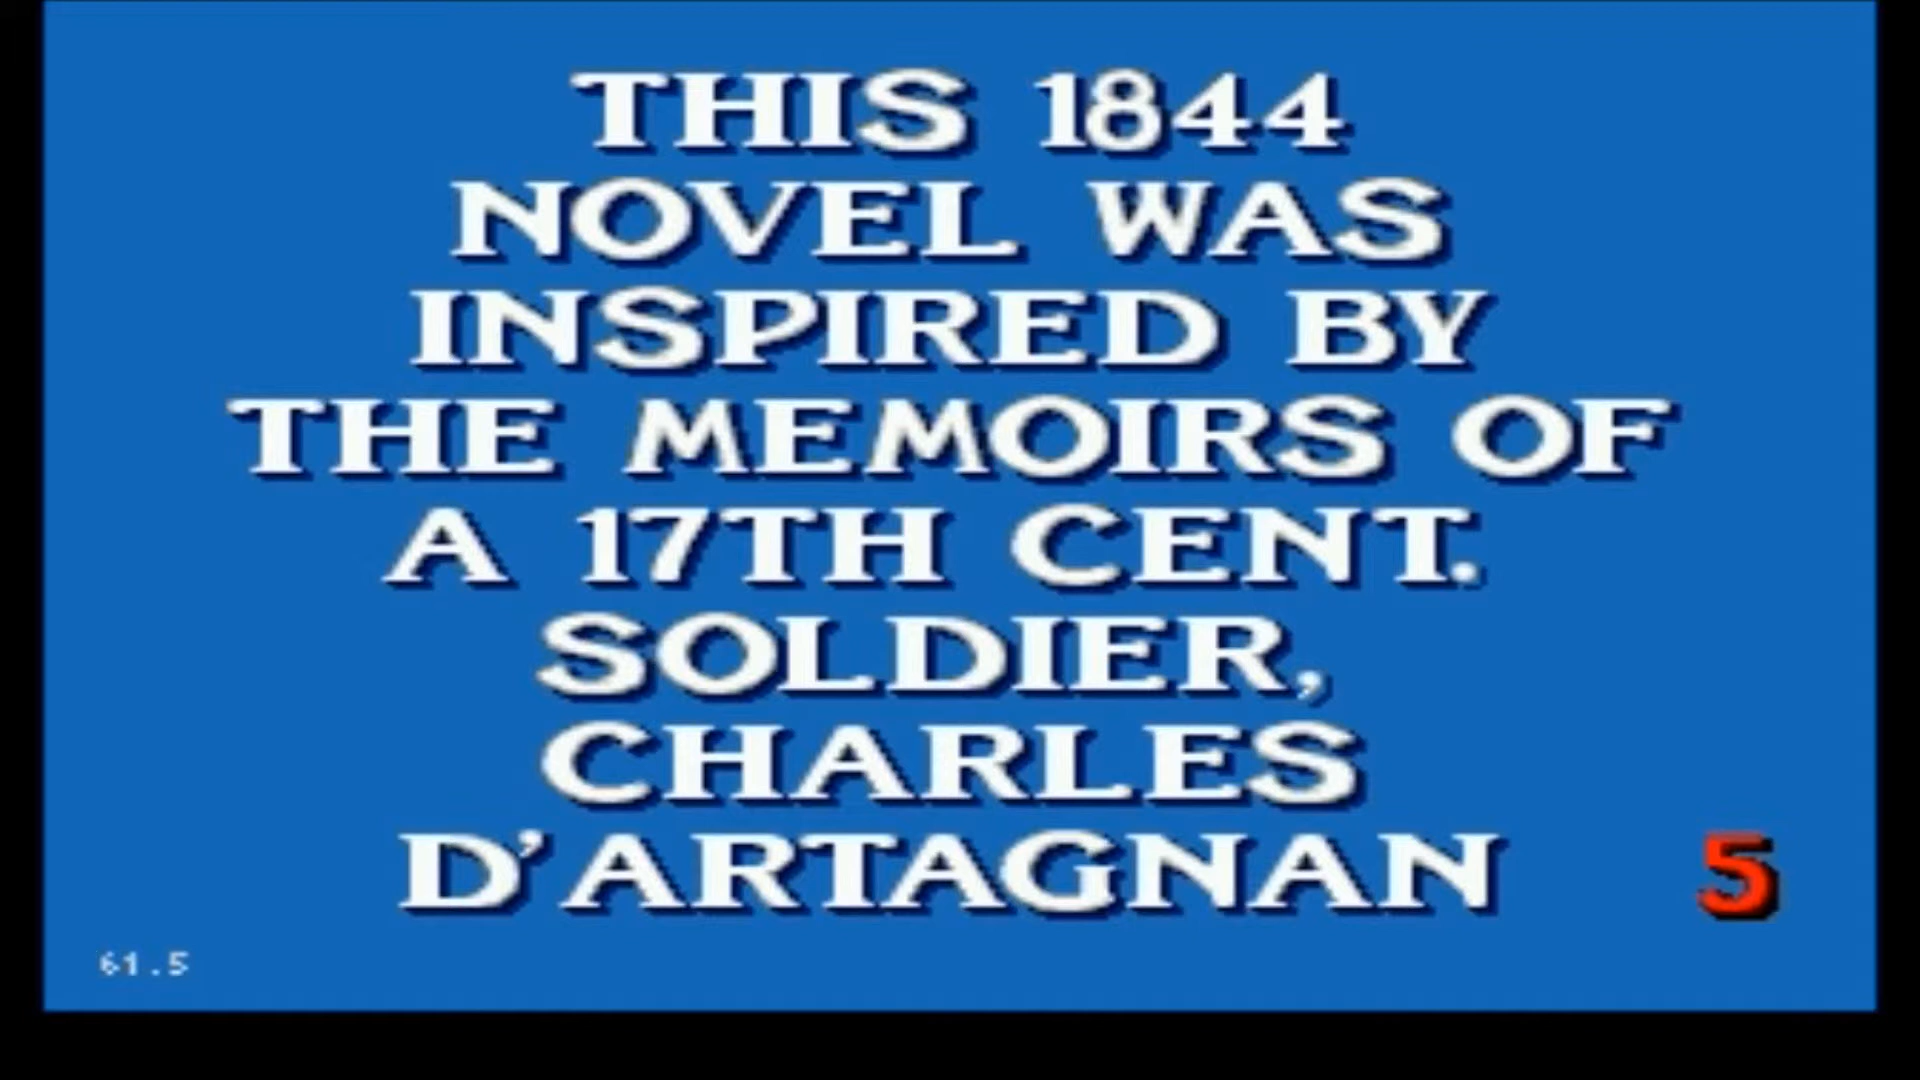 THIS 1844
NOVEL WAS
INSPIRED BY
THE MEMOIRS OF
A 17TH CENT.
SOLDIER,
CHARLES
D'ARTAGNAN
5
61.5